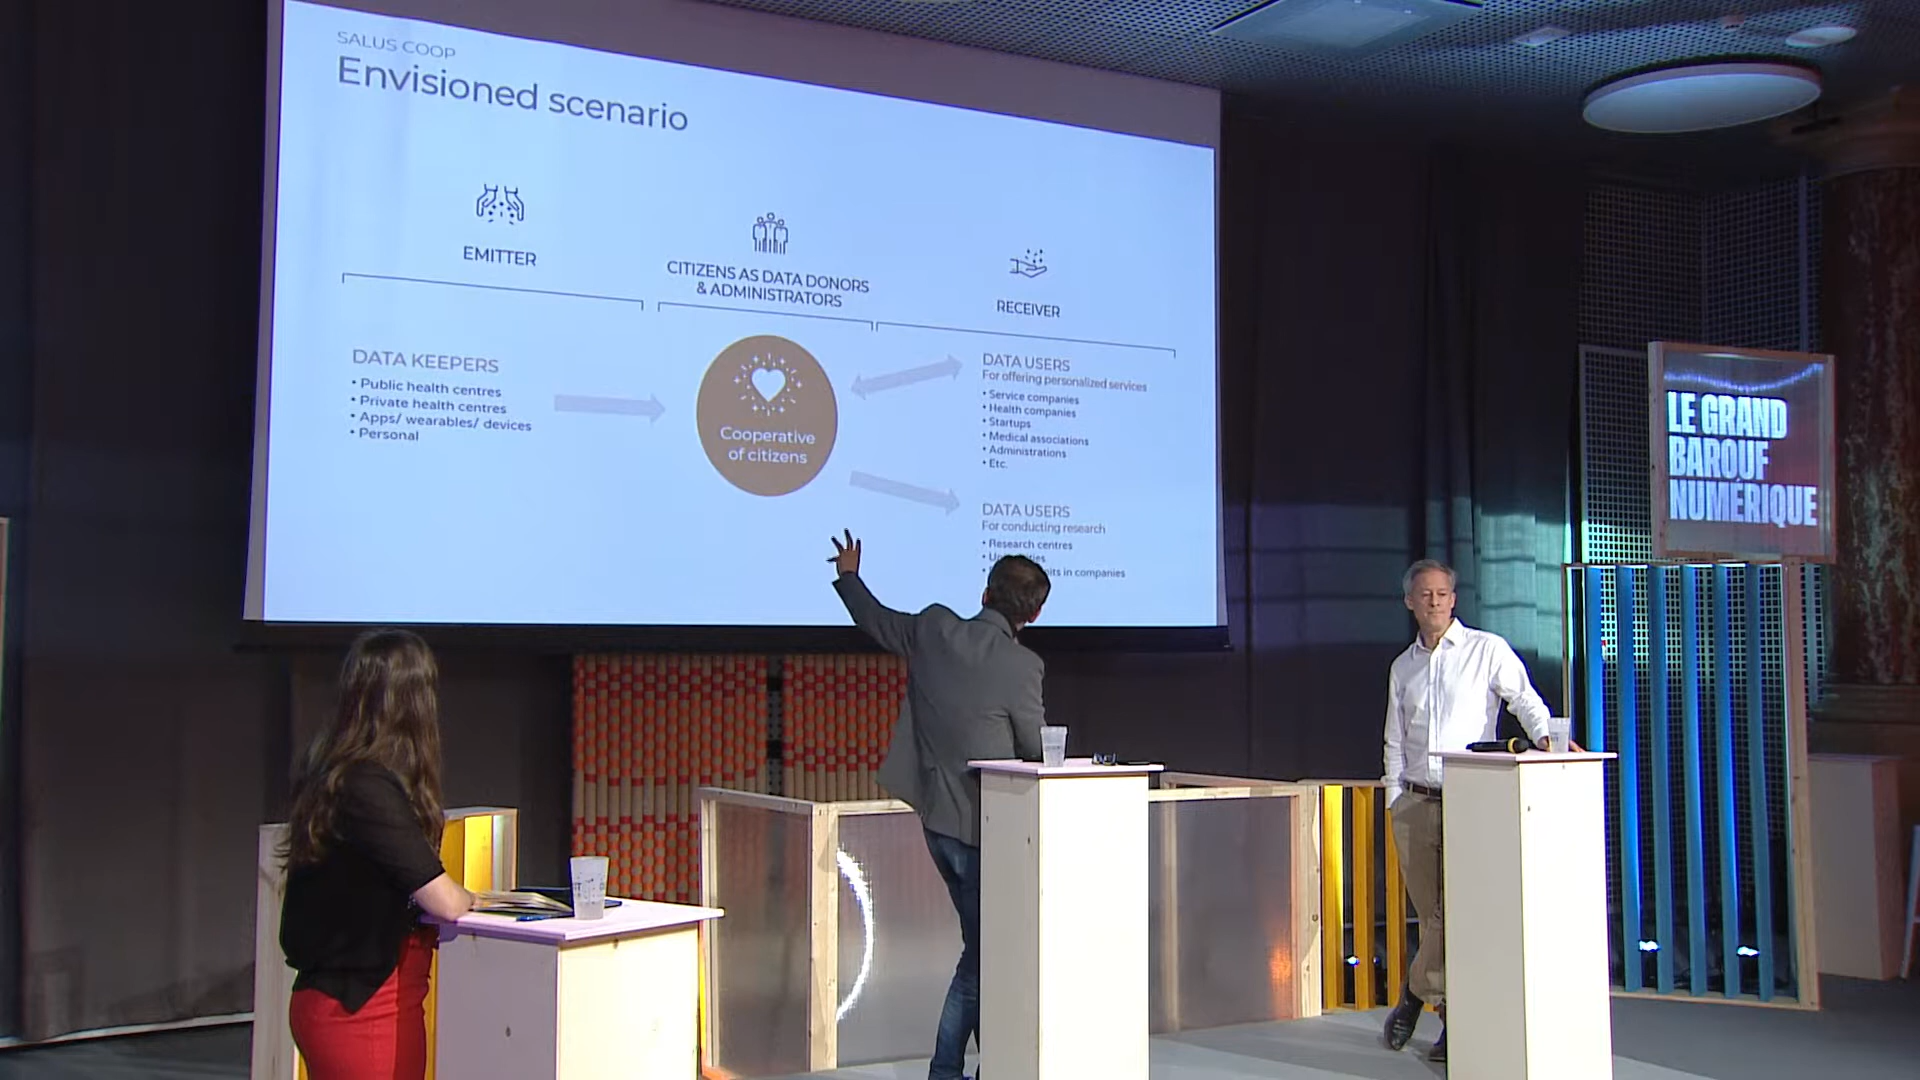 SALUS COOP
Envisioned scenario
EMITTER
CITIZENS AS DATA DONORS
& ADMINISTRATORS
RECEIVER
DATA KEEPERS
• Public health centres
• Private health centres
• Apps/ wearables/ devices
• Personal
Cooperative
of citizens
DATA USERS
For offering personalized services
• Service companies
• Health companies
• Startups
• Medical associations
• Administrations
• Etc.
DATA USERS
For conducting research
• Research centres
in companies
LE GRAND
BAROUF
NUMÉRIQUE